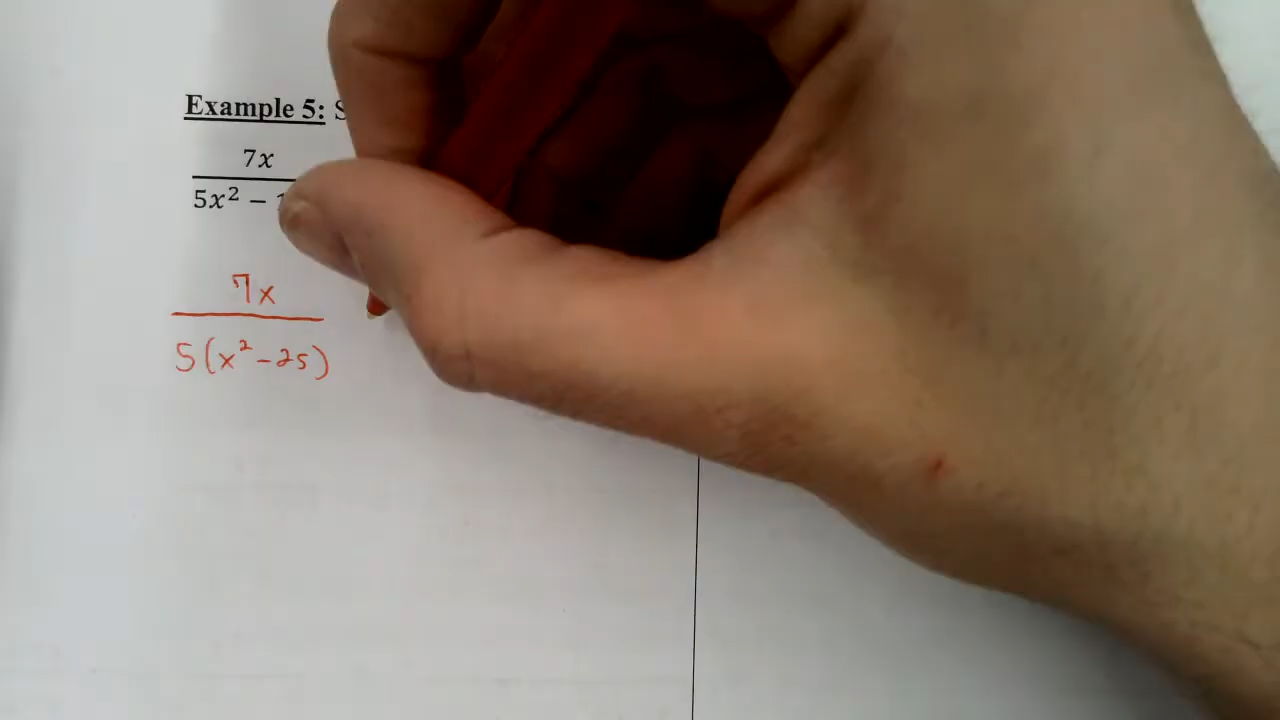 Example 5:
7x
5x² −
7x
5(x² − 25)